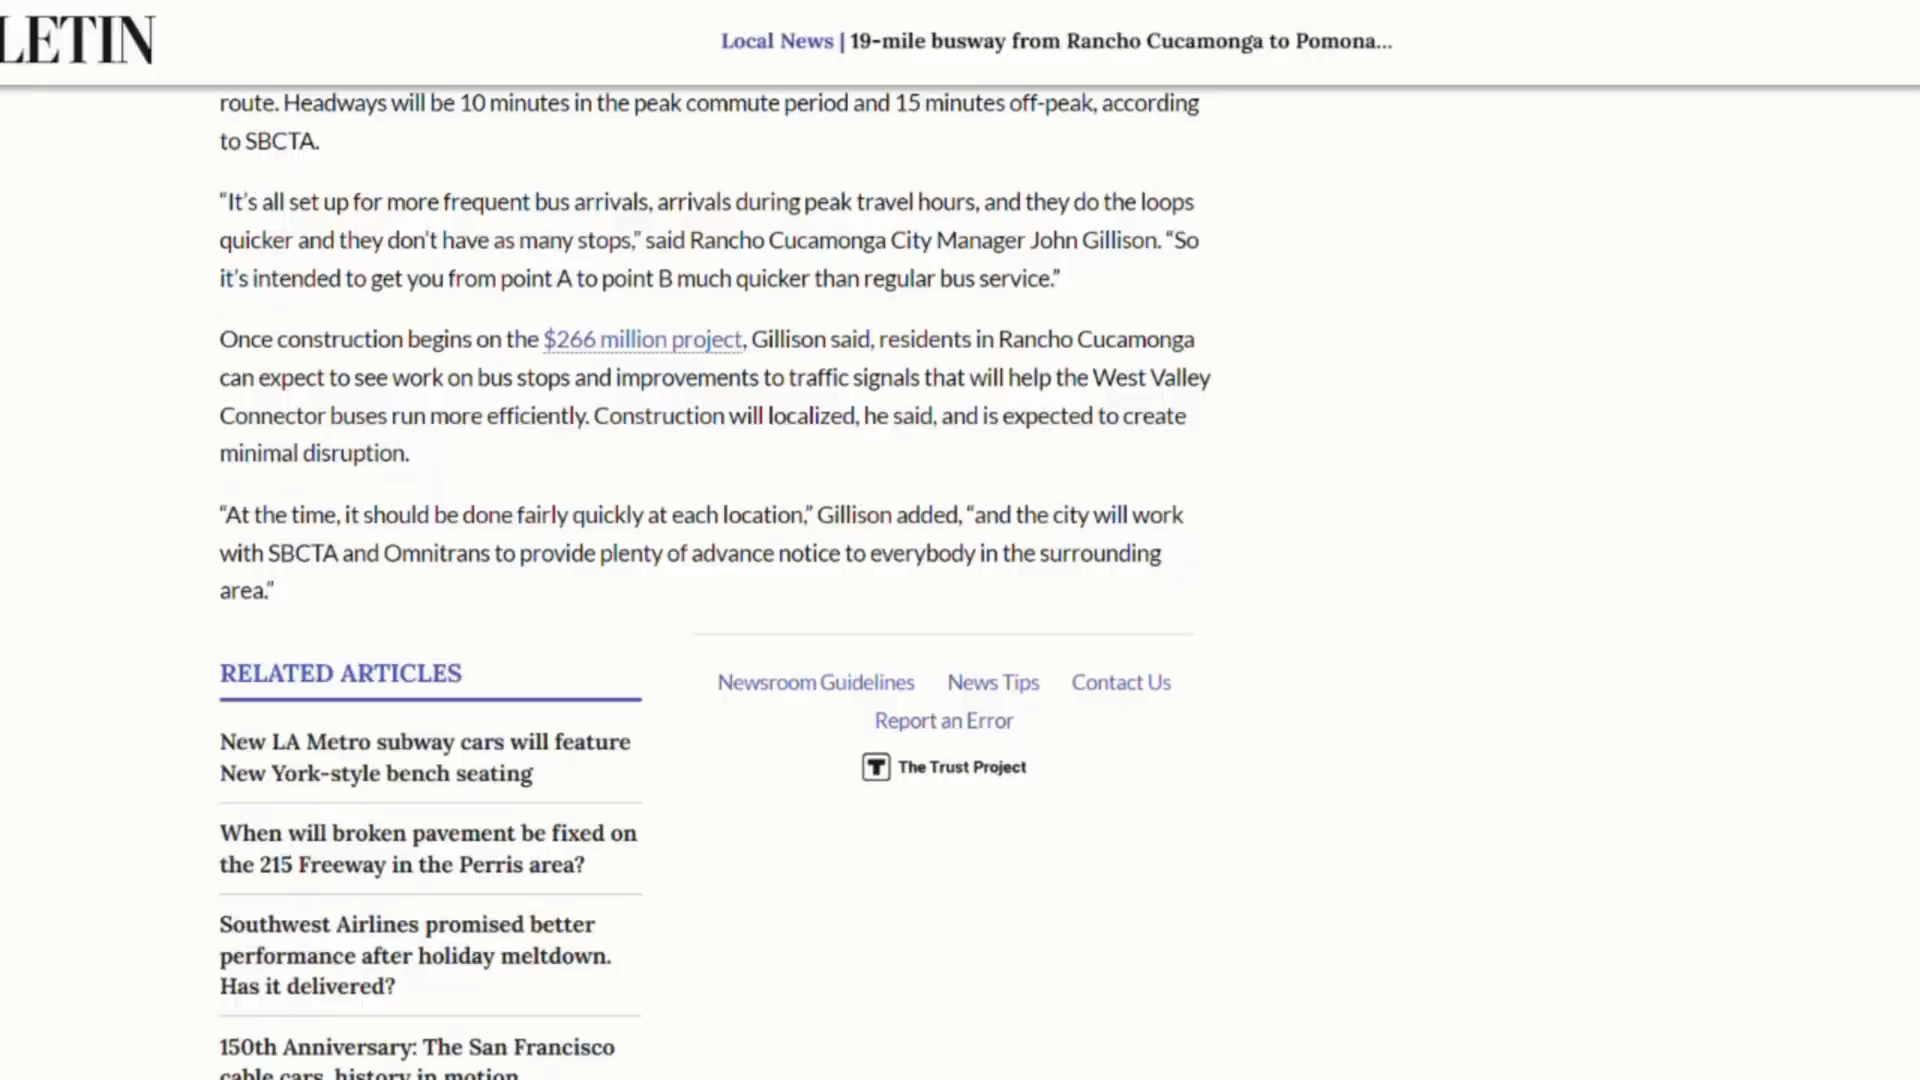 LETIN
Local News | 19-mile busway from Rancho Cucamonga to Pomona...
route. Headways will be 10 minutes in the peak commute period and 15 minutes off-peak, according
to SBCTA.
“It’s all set up for more frequent bus arrivals, arrivals during peak travel hours, and they do the loops
quicker and they don’t have as many stops,” said Rancho Cucamonga City Manager John Gillison. “So
it’s intended to get you from point A to point B much quicker than regular bus service.”
Once construction begins on the $266 million project, Gillison said, residents in Rancho Cucamonga
can expect to see work on bus stops and improvements to traffic signals that will help the West Valley
Connector buses run more efficiently. Construction will localized, he said, and is expected to create
minimal disruption.
“At the time, it should be done fairly quickly at each location,” Gillison added, “and the city will work
with SBCTA and Omnitrans to provide plenty of advance notice to everybody in the surrounding
area.”
RELATED ARTICLES
New LA Metro subway cars will feature
New York-style bench seating
When will broken pavement be fixed on
the 215 Freeway in the Perris area?
Southwest Airlines promised better
performance after holiday meltdown.
Has it delivered?
150th Anniversary: The San Francisco
cable cars, history in motion
Newsroom Guidelines News Tips Contact Us
Report an Error
T The Trust Project